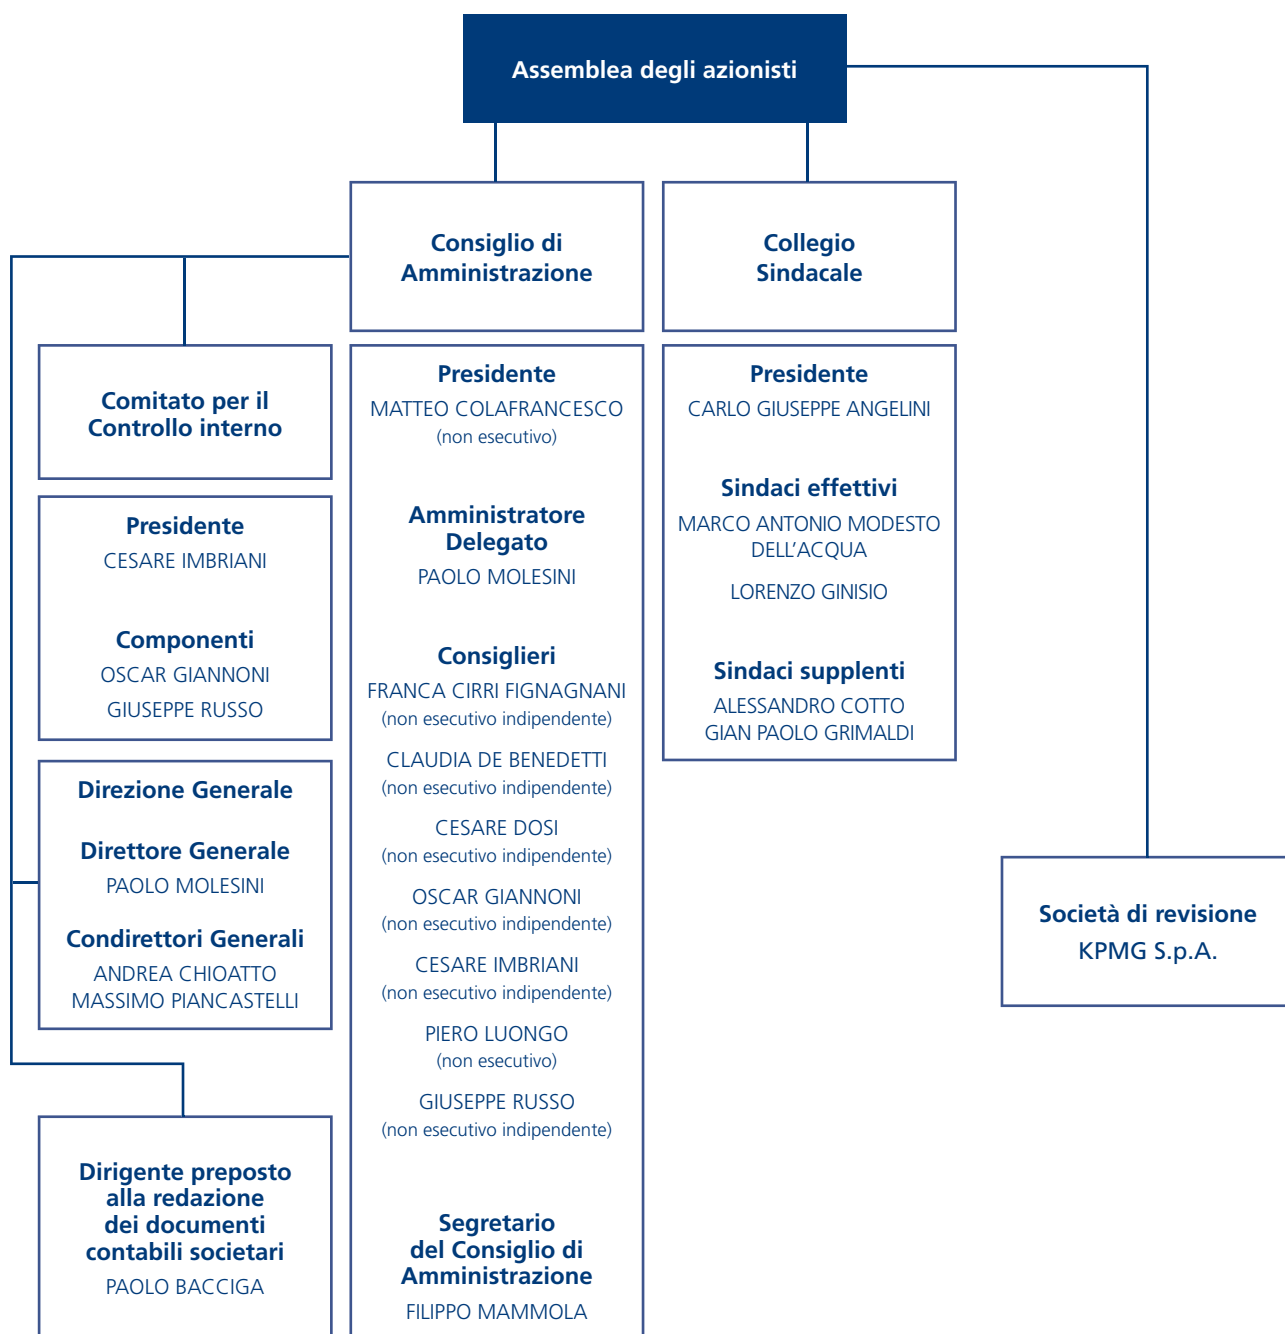 Assemblea degli azionisti
Consiglio di
Amministrazione
Collegio
Sindacale
Comitato per il
Controllo interno
Presidente
CESARE IMBRIANI
Componenti
OSCAR GIANNONI
GIUSEPPE RUSSO
Direzione Generale
Direttore Generale
PAOLO MOLESINI
Condirettori Generali
ANDREA CHIOATTO
MASSIMO PIANCASTELLI
Dirigente preposto
alla redazione
dei documenti
contabili societari
PAOLO BACCIGA
Presidente
MATTEO COLAFRANCESCO
(non esecutivo)
Amministratore
Delegato
PAOLO MOLESINI
Consiglieri
FRANCA CIRRI FIGNAGNANI
(non esecutivo indipendente)
CLAUDIA DE BENEDETTI
(non esecutivo indipendente)
CESARE DOSI
(non esecutivo indipendente)
OSCAR GIANNONI
(non esecutivo indipendente)
CESARE IMBRIANI
(non esecutivo indipendente)
PIERO LUONGO
(non esecutivo)
GIUSEPPE RUSSO
(non esecutivo indipendente)
Segretario
del Consiglio di
Amministrazione
FILIPPO MAMMOLA
Presidente
CARLO GIUSEPPE ANGELINI
Sindaci effettivi
MARCO ANTONIO MODESTO
DELL’ACQUA
LORENZO GINISIO
Sindaci supplenti
ALESSANDRO COTTO
GIAN PAOLO GRIMALDI
Società di revisione
KPMG S.p.A.